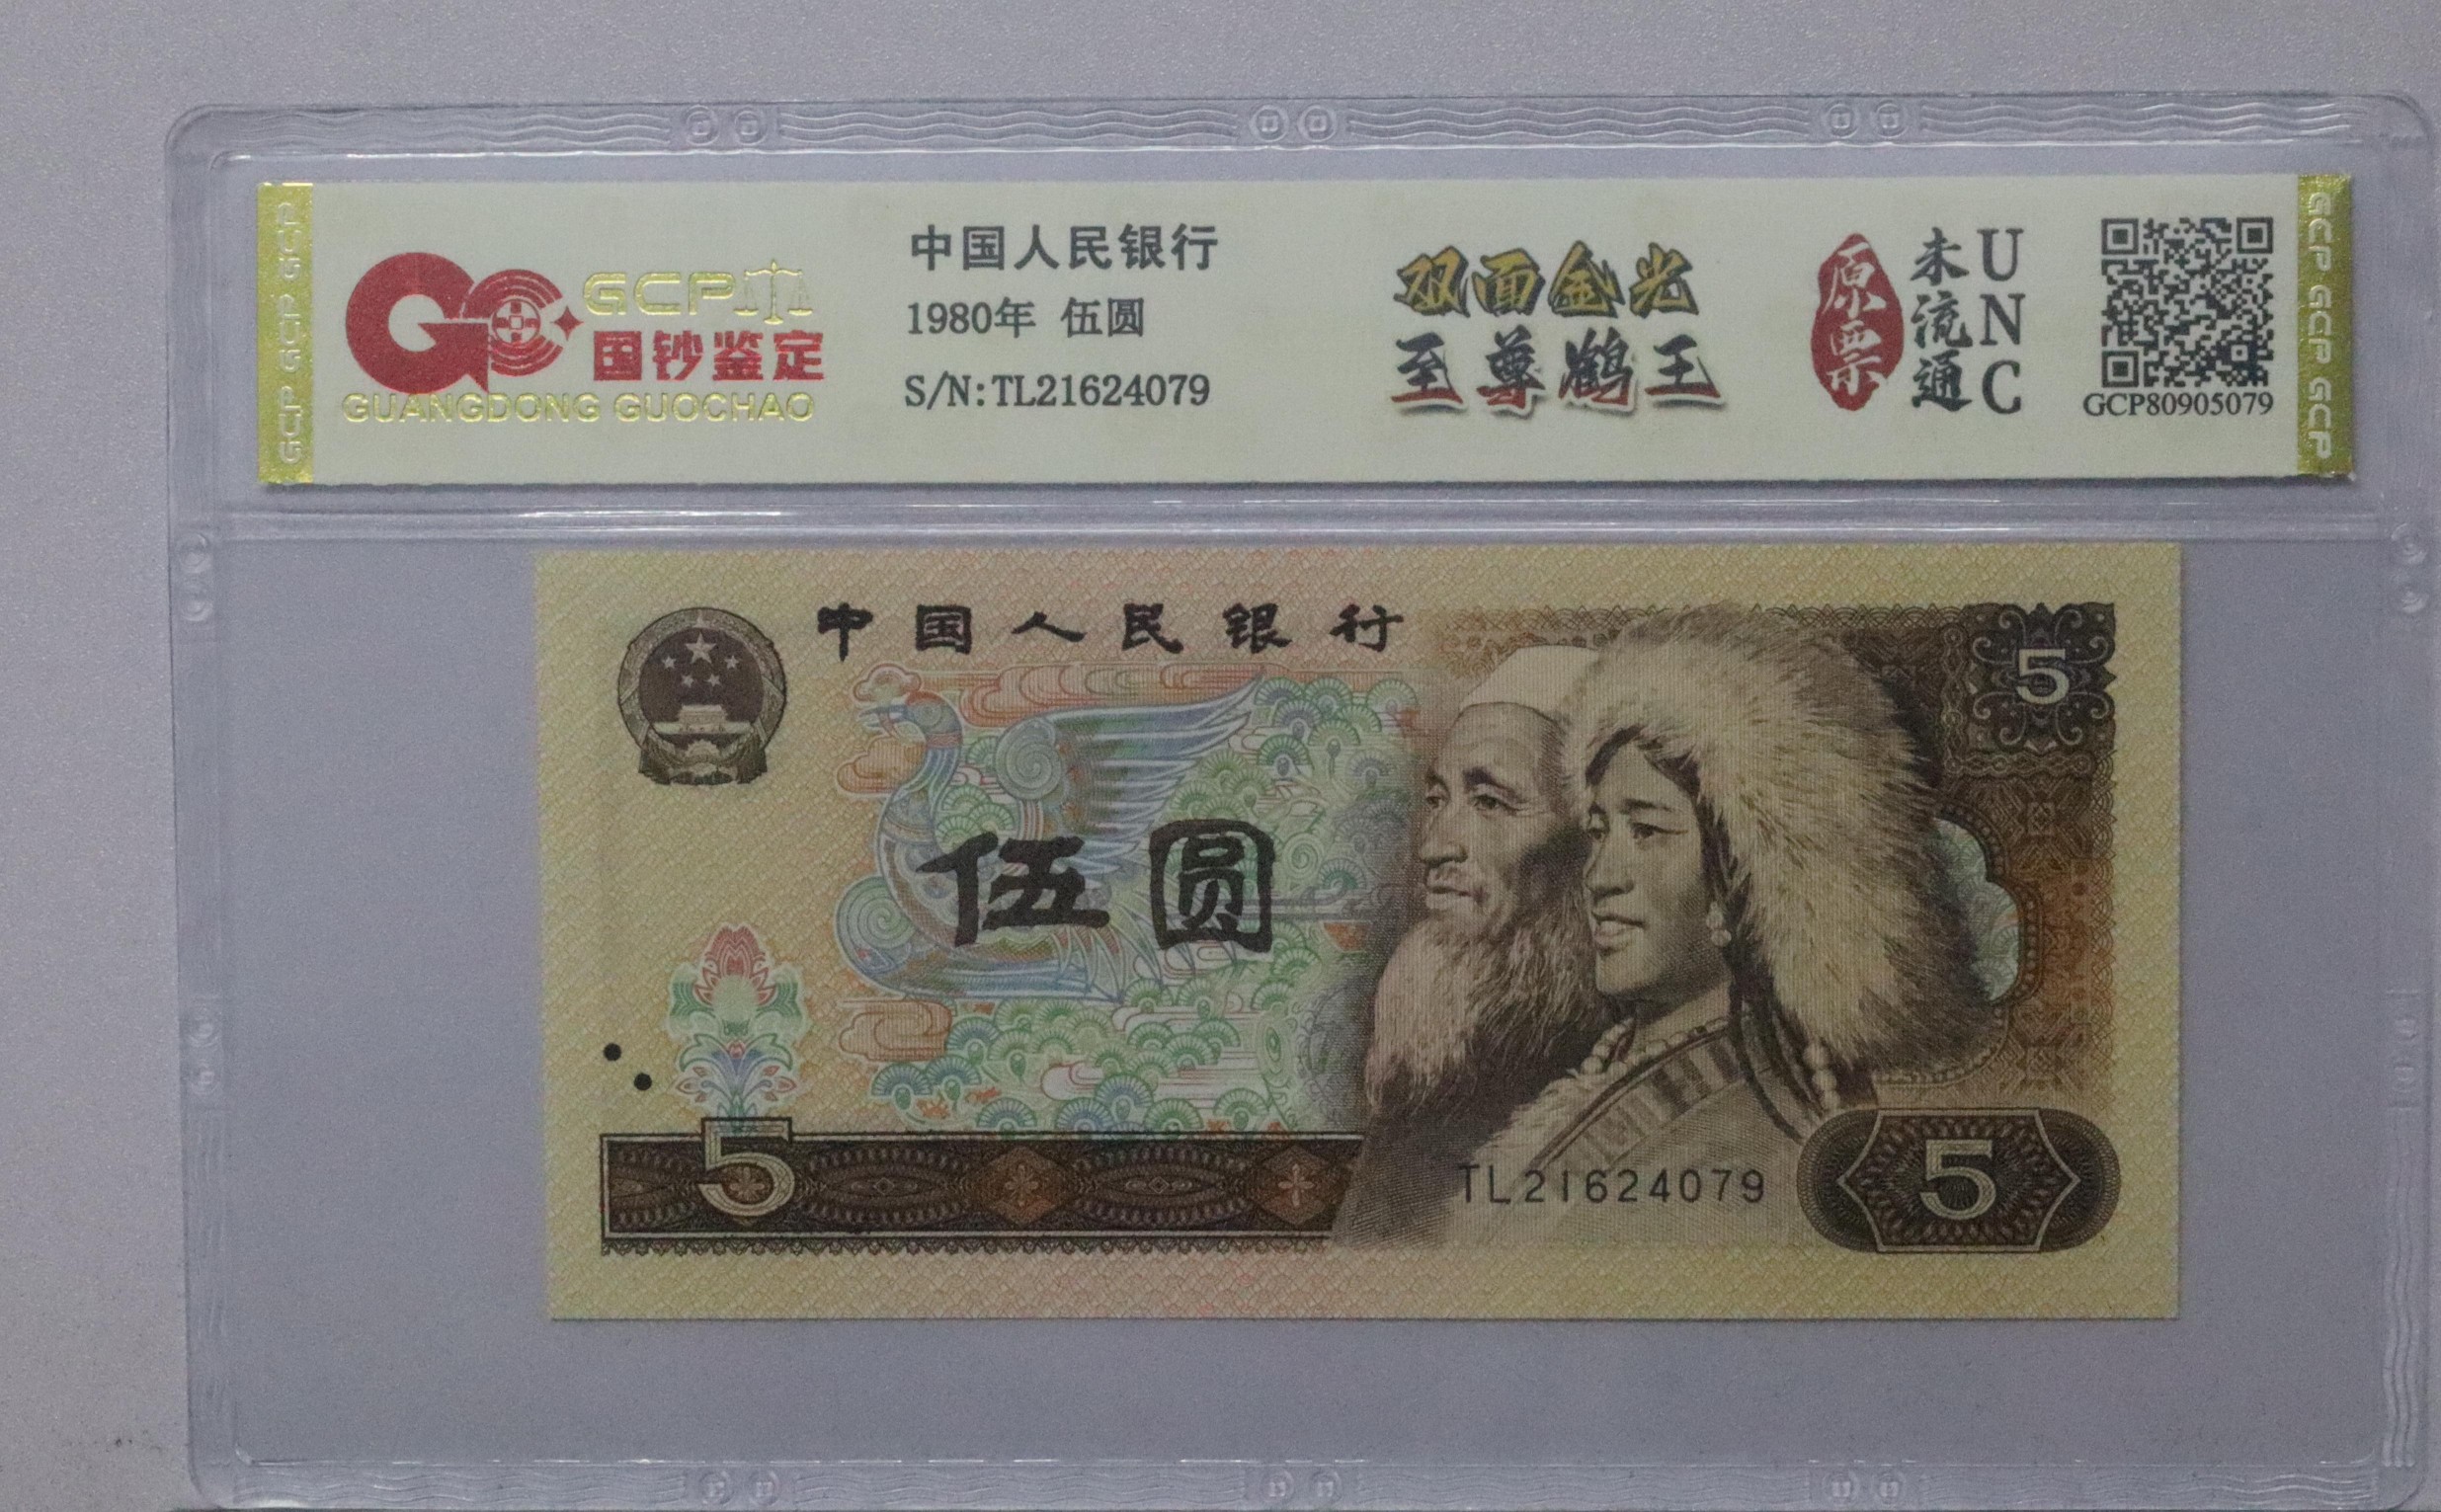 GCP GCP GCP GCP
GCP
国钞鉴定
GUANGDONG GUOCHAO
中国人民银行
1980年 伍圆
S/N:TL21624079
双面金光
至尊鹤王
原票
未流通
UNC
GCP80905079
GCP GCP GCP GCP
中国人民银行
5
伍圆
5
TL21624079
5